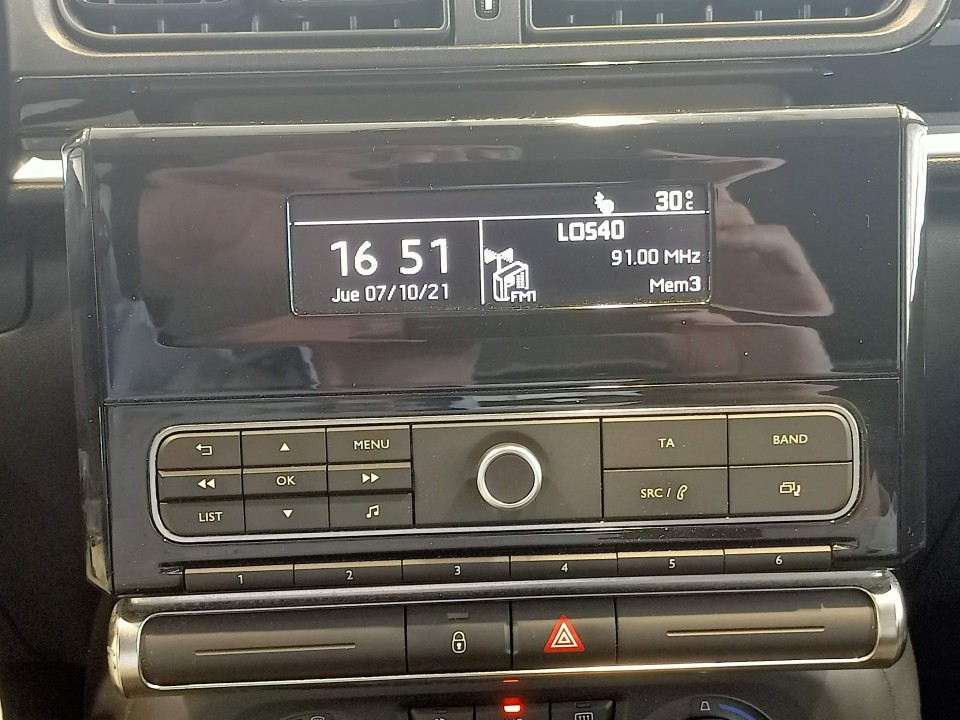 30°C
LOS40
16 51
91.00 MHz
Jue 07/10/21
FM1
Mem3
MENU
TA
BAND
OK
SRC /
LIST
1 2 3 4 5 6